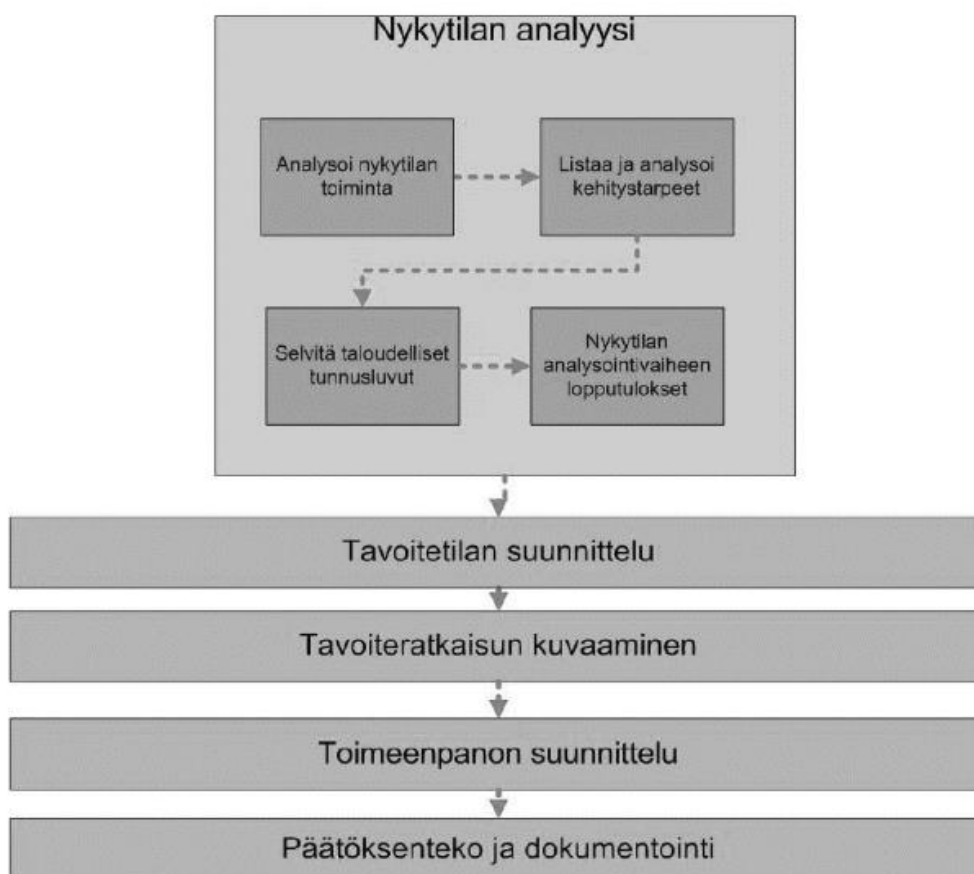 Nykytilan analyysi
Analysoi nykytilan
toiminta
Listaa ja analysoi
kehitystarpeet
Selvitä taloudelliset
tunnusluvut
Nykytilan
analysointivaiheen
lopputulokset
Tavoitetilan suunnittelu
Tavoiteratkaisun kuvaaminen
Toimeenpanon suunnittelu
Päätöksenteko ja dokumentointi